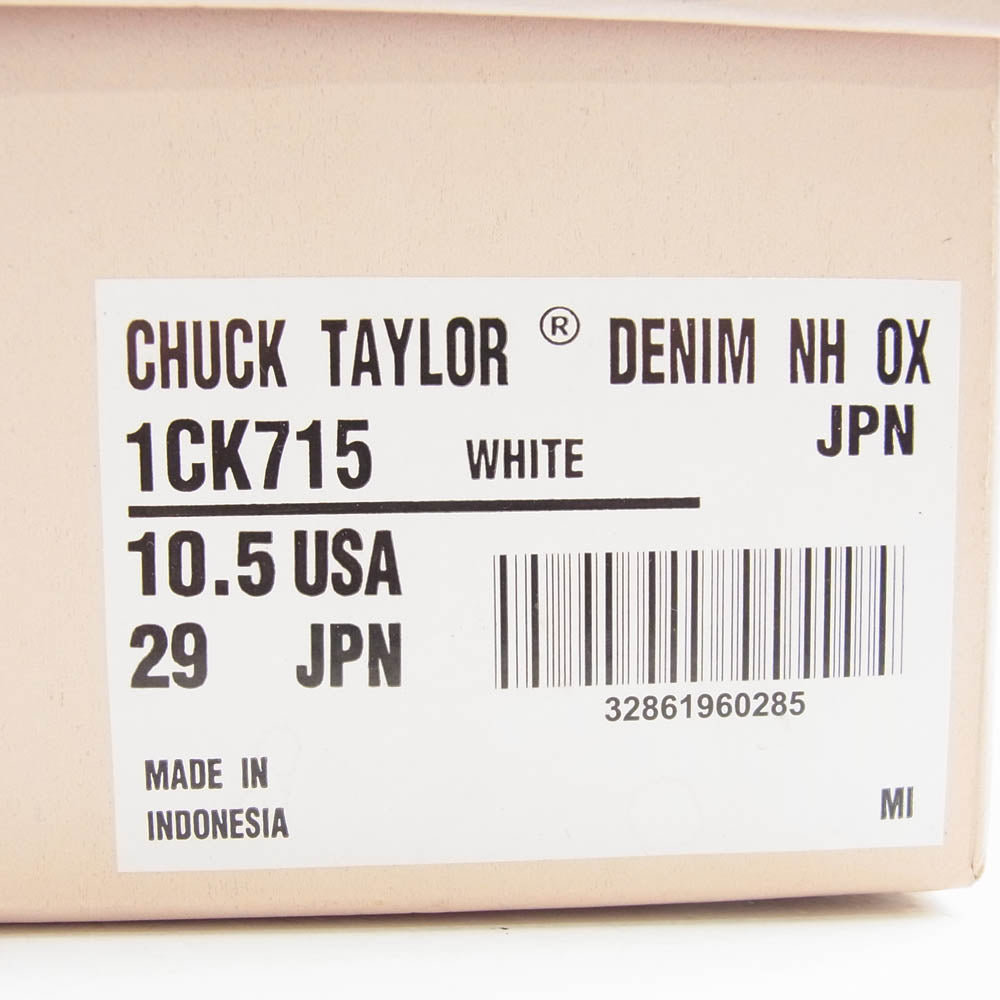 CHUCK TAYLOR ® DENIM NH OX
1CK715 WHITE JPN
10.5 USA
29 JPN
32861960285
MADE IN
INDONESIA
MI